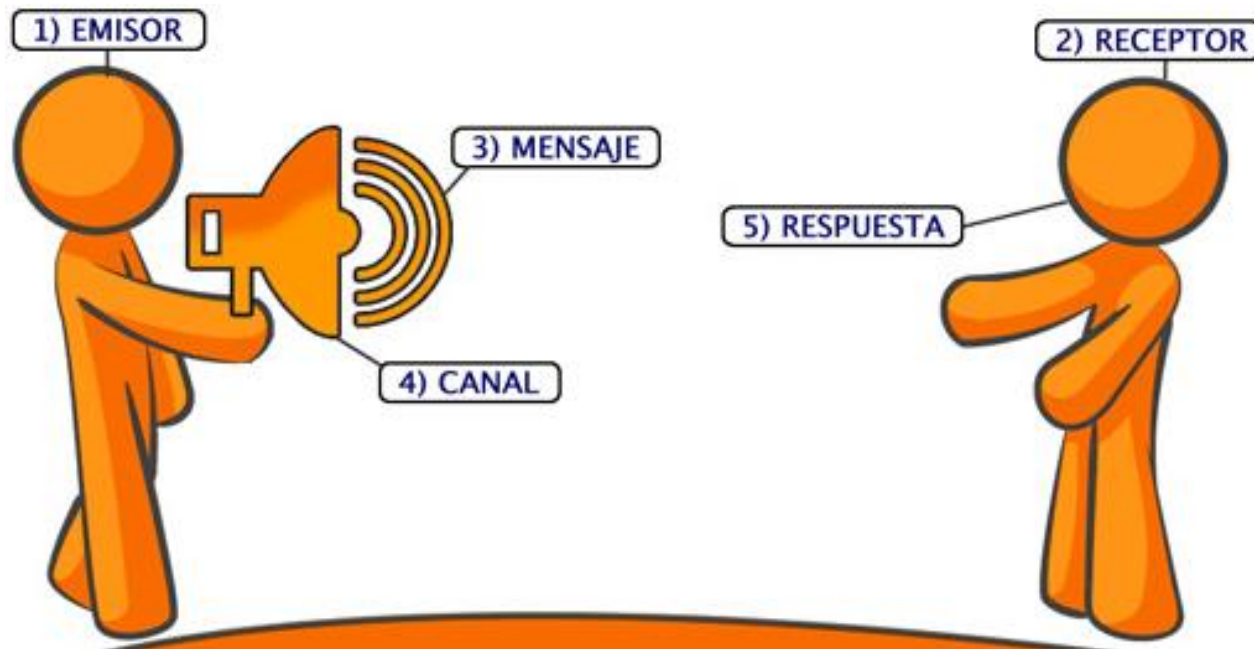 1) EMISOR
2) RECEPTOR
3) MENSAJE
5) RESPUESTA
4) CANAL